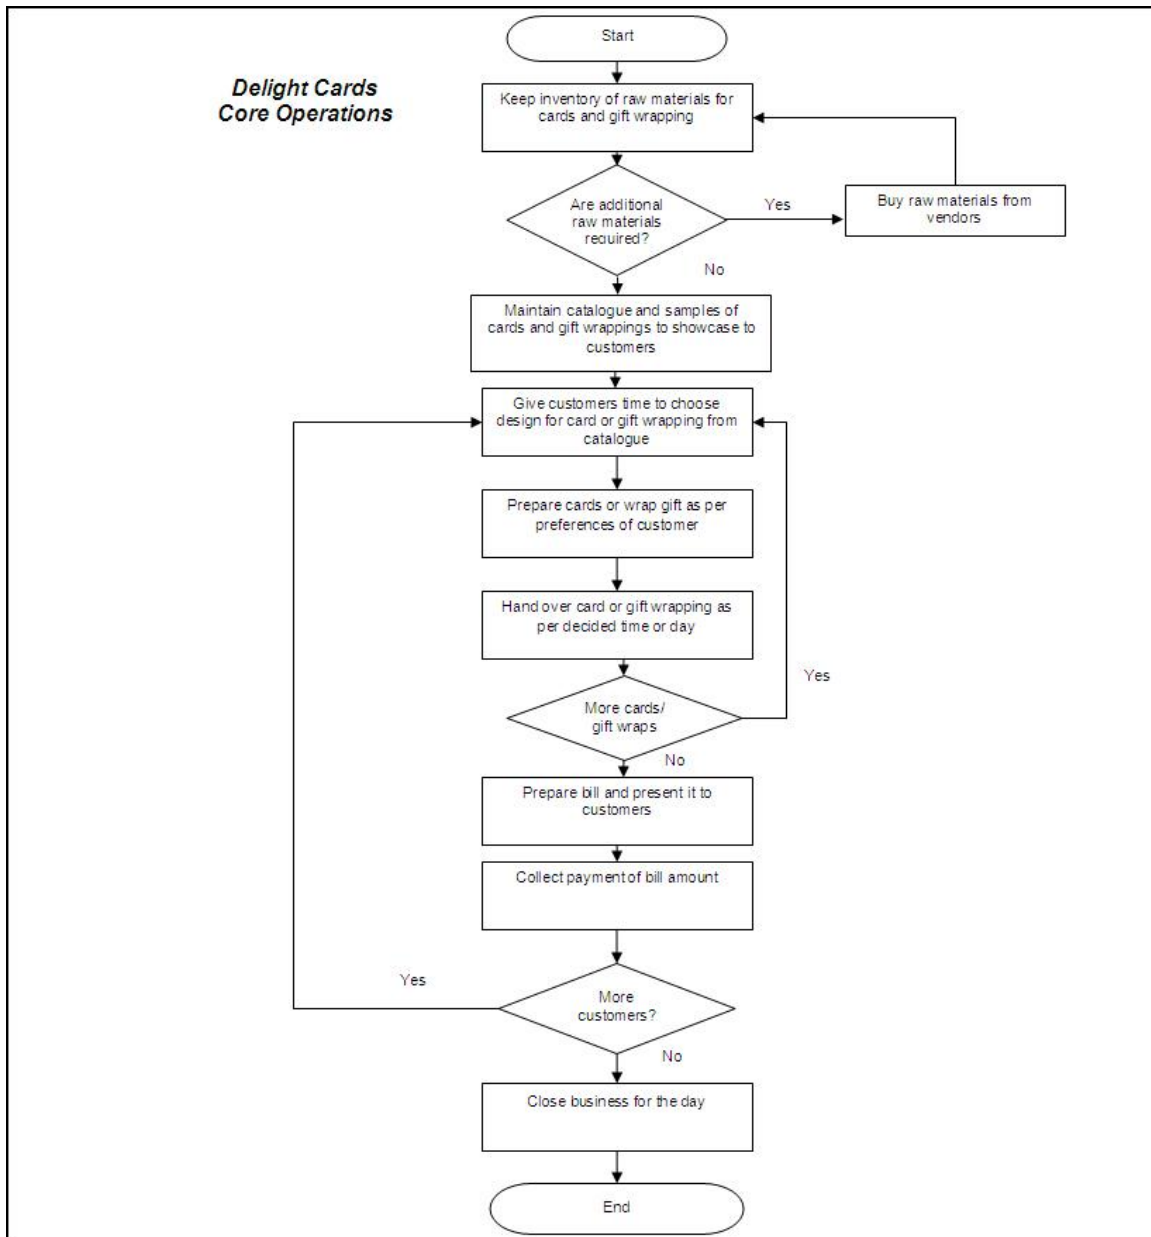 Start
Delight Cards
Core Operations
Keep inventory of raw materials for
cards and gift wrapping
Are additional
raw materials
required?
Yes
Buy raw materials from
vendors
No
Maintain catalogue and samples of
cards and gift wrappings to showcase to
customers
Give customers time to choose
design for card or gift wrapping from
catalogue
Prepare cards or wrap gift as per
preferences of customer
Hand over card or gift wrapping as
per decided time or day
Yes
More cards/
gift wraps
No
Prepare bill and present it to
customers
Collect payment of bill amount
Yes
More
customers?
No
Close business for the day
End